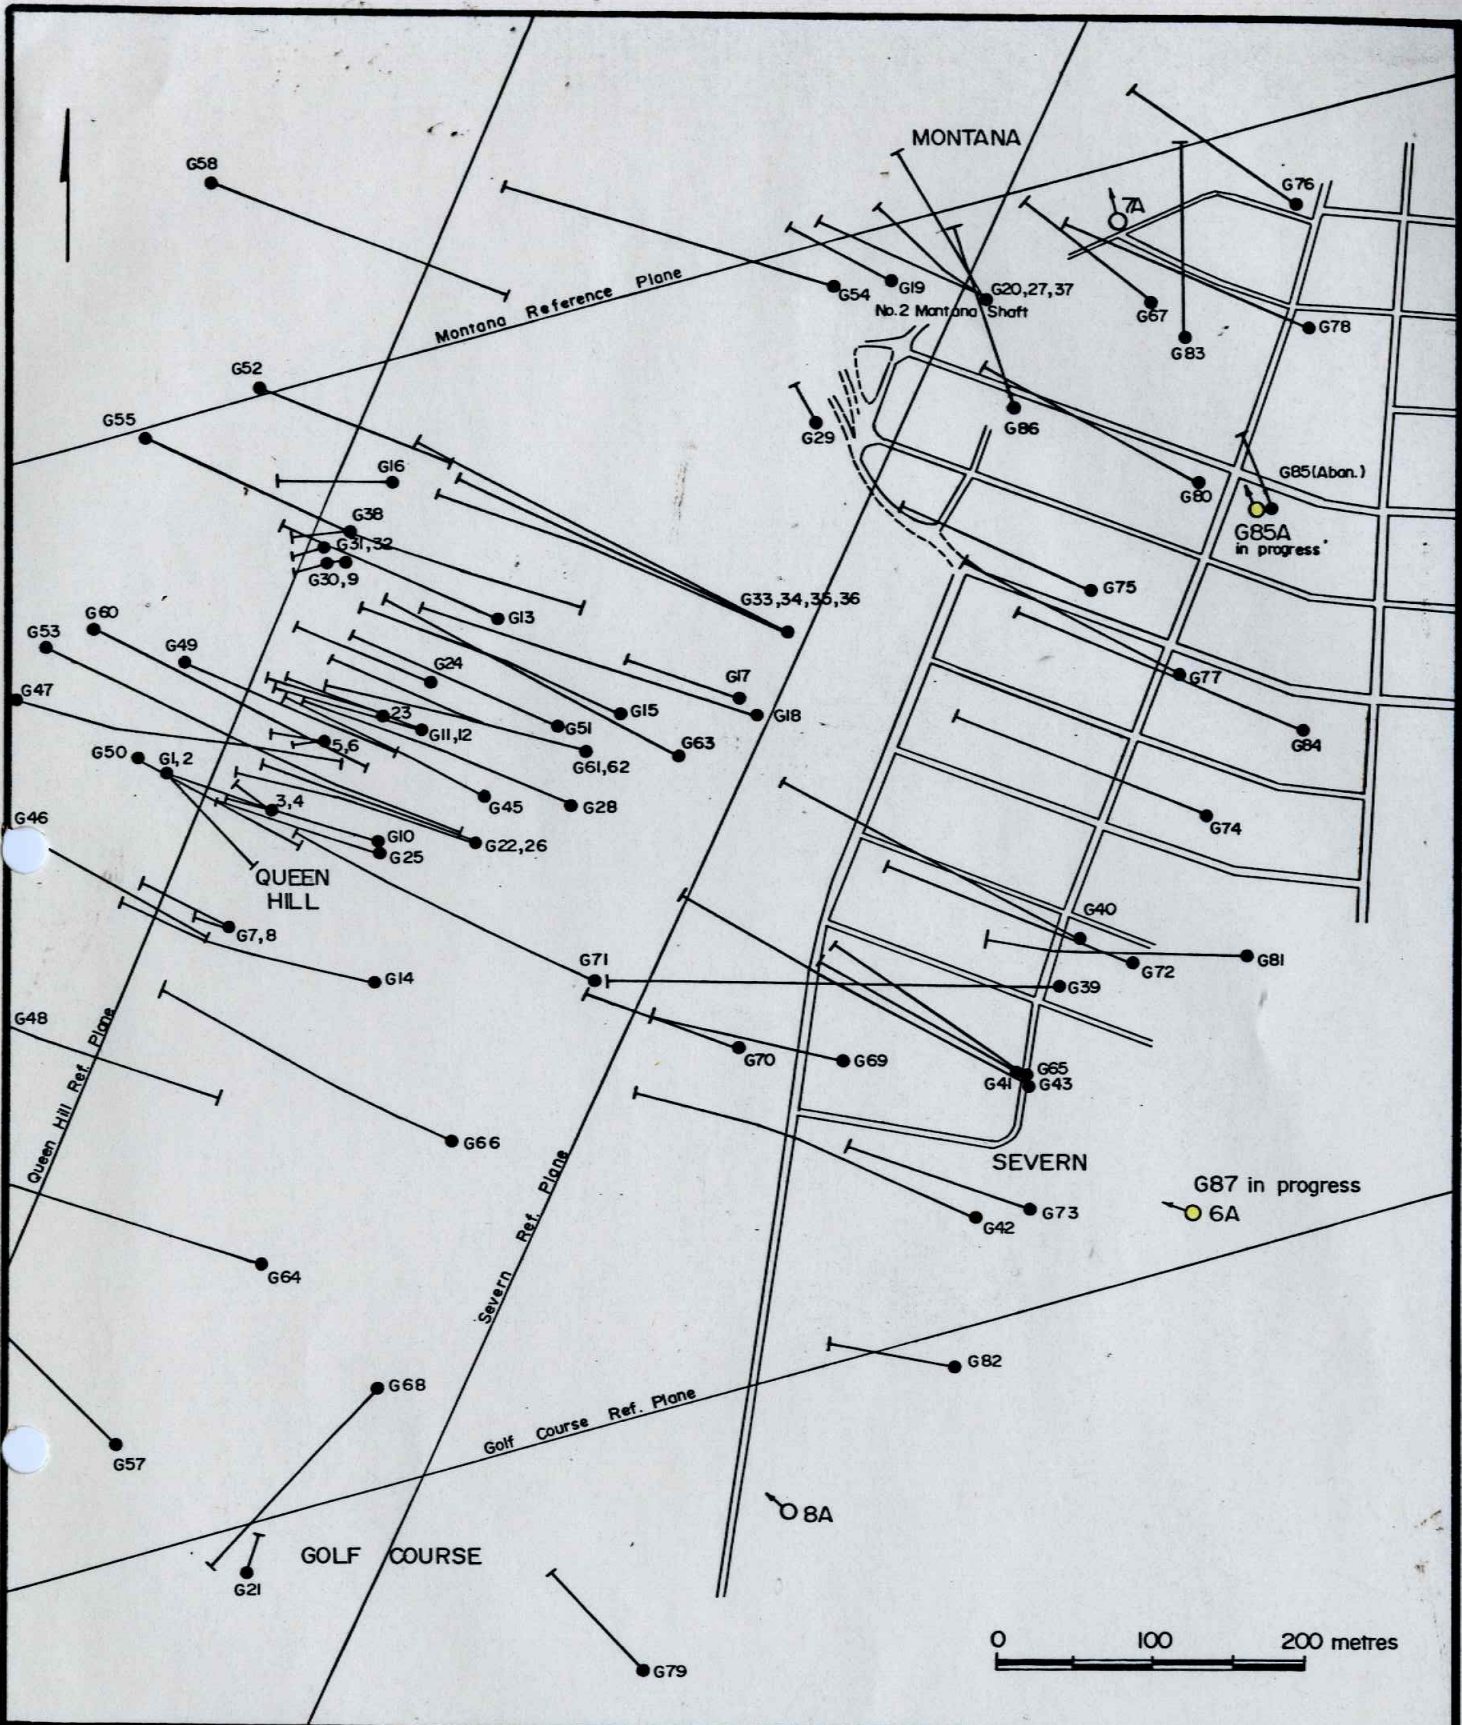 MONTANA
G58
G76
7A
G54
G19
G20,27,37
No.2 Montana Shaft
G67
G78
G83
Montana Reference Plane
G52
G55
G29
G86
G16
G80
G85(Aban.)
G85A
in progress
G38
G31,32
G30,9
G75
G33,34,35,36
G13
G60
G53
G49
G24
G17
G77
G47
23
G11,12
G51
G15
G18
G84
5,6
G50
G1,2
G61,62
G63
3,4
G45
G28
G74
G46
G10
G25
G22,26
QUEEN
HILL
G40
G7,8
G71
G81
G72
G14
G39
G48
G70
G69
G65
G41
G43
Queen Hill Ref. Plane
G66
SEVERN
G87 in progress
6A
G73
G42
Severn Ref. Plane
G64
G82
G68
Golf Course Ref. Plane
G57
8A
GOLF COURSE
G21
G79
0 100 200 metres